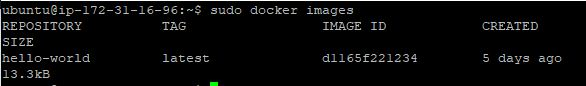 ubuntu@ip-172-31-16-96:~$ sudo docker images
REPOSITORY TAG IMAGE ID CREATED
SIZE
hello-world latest d1165f221234 5 days ago
13.3kB